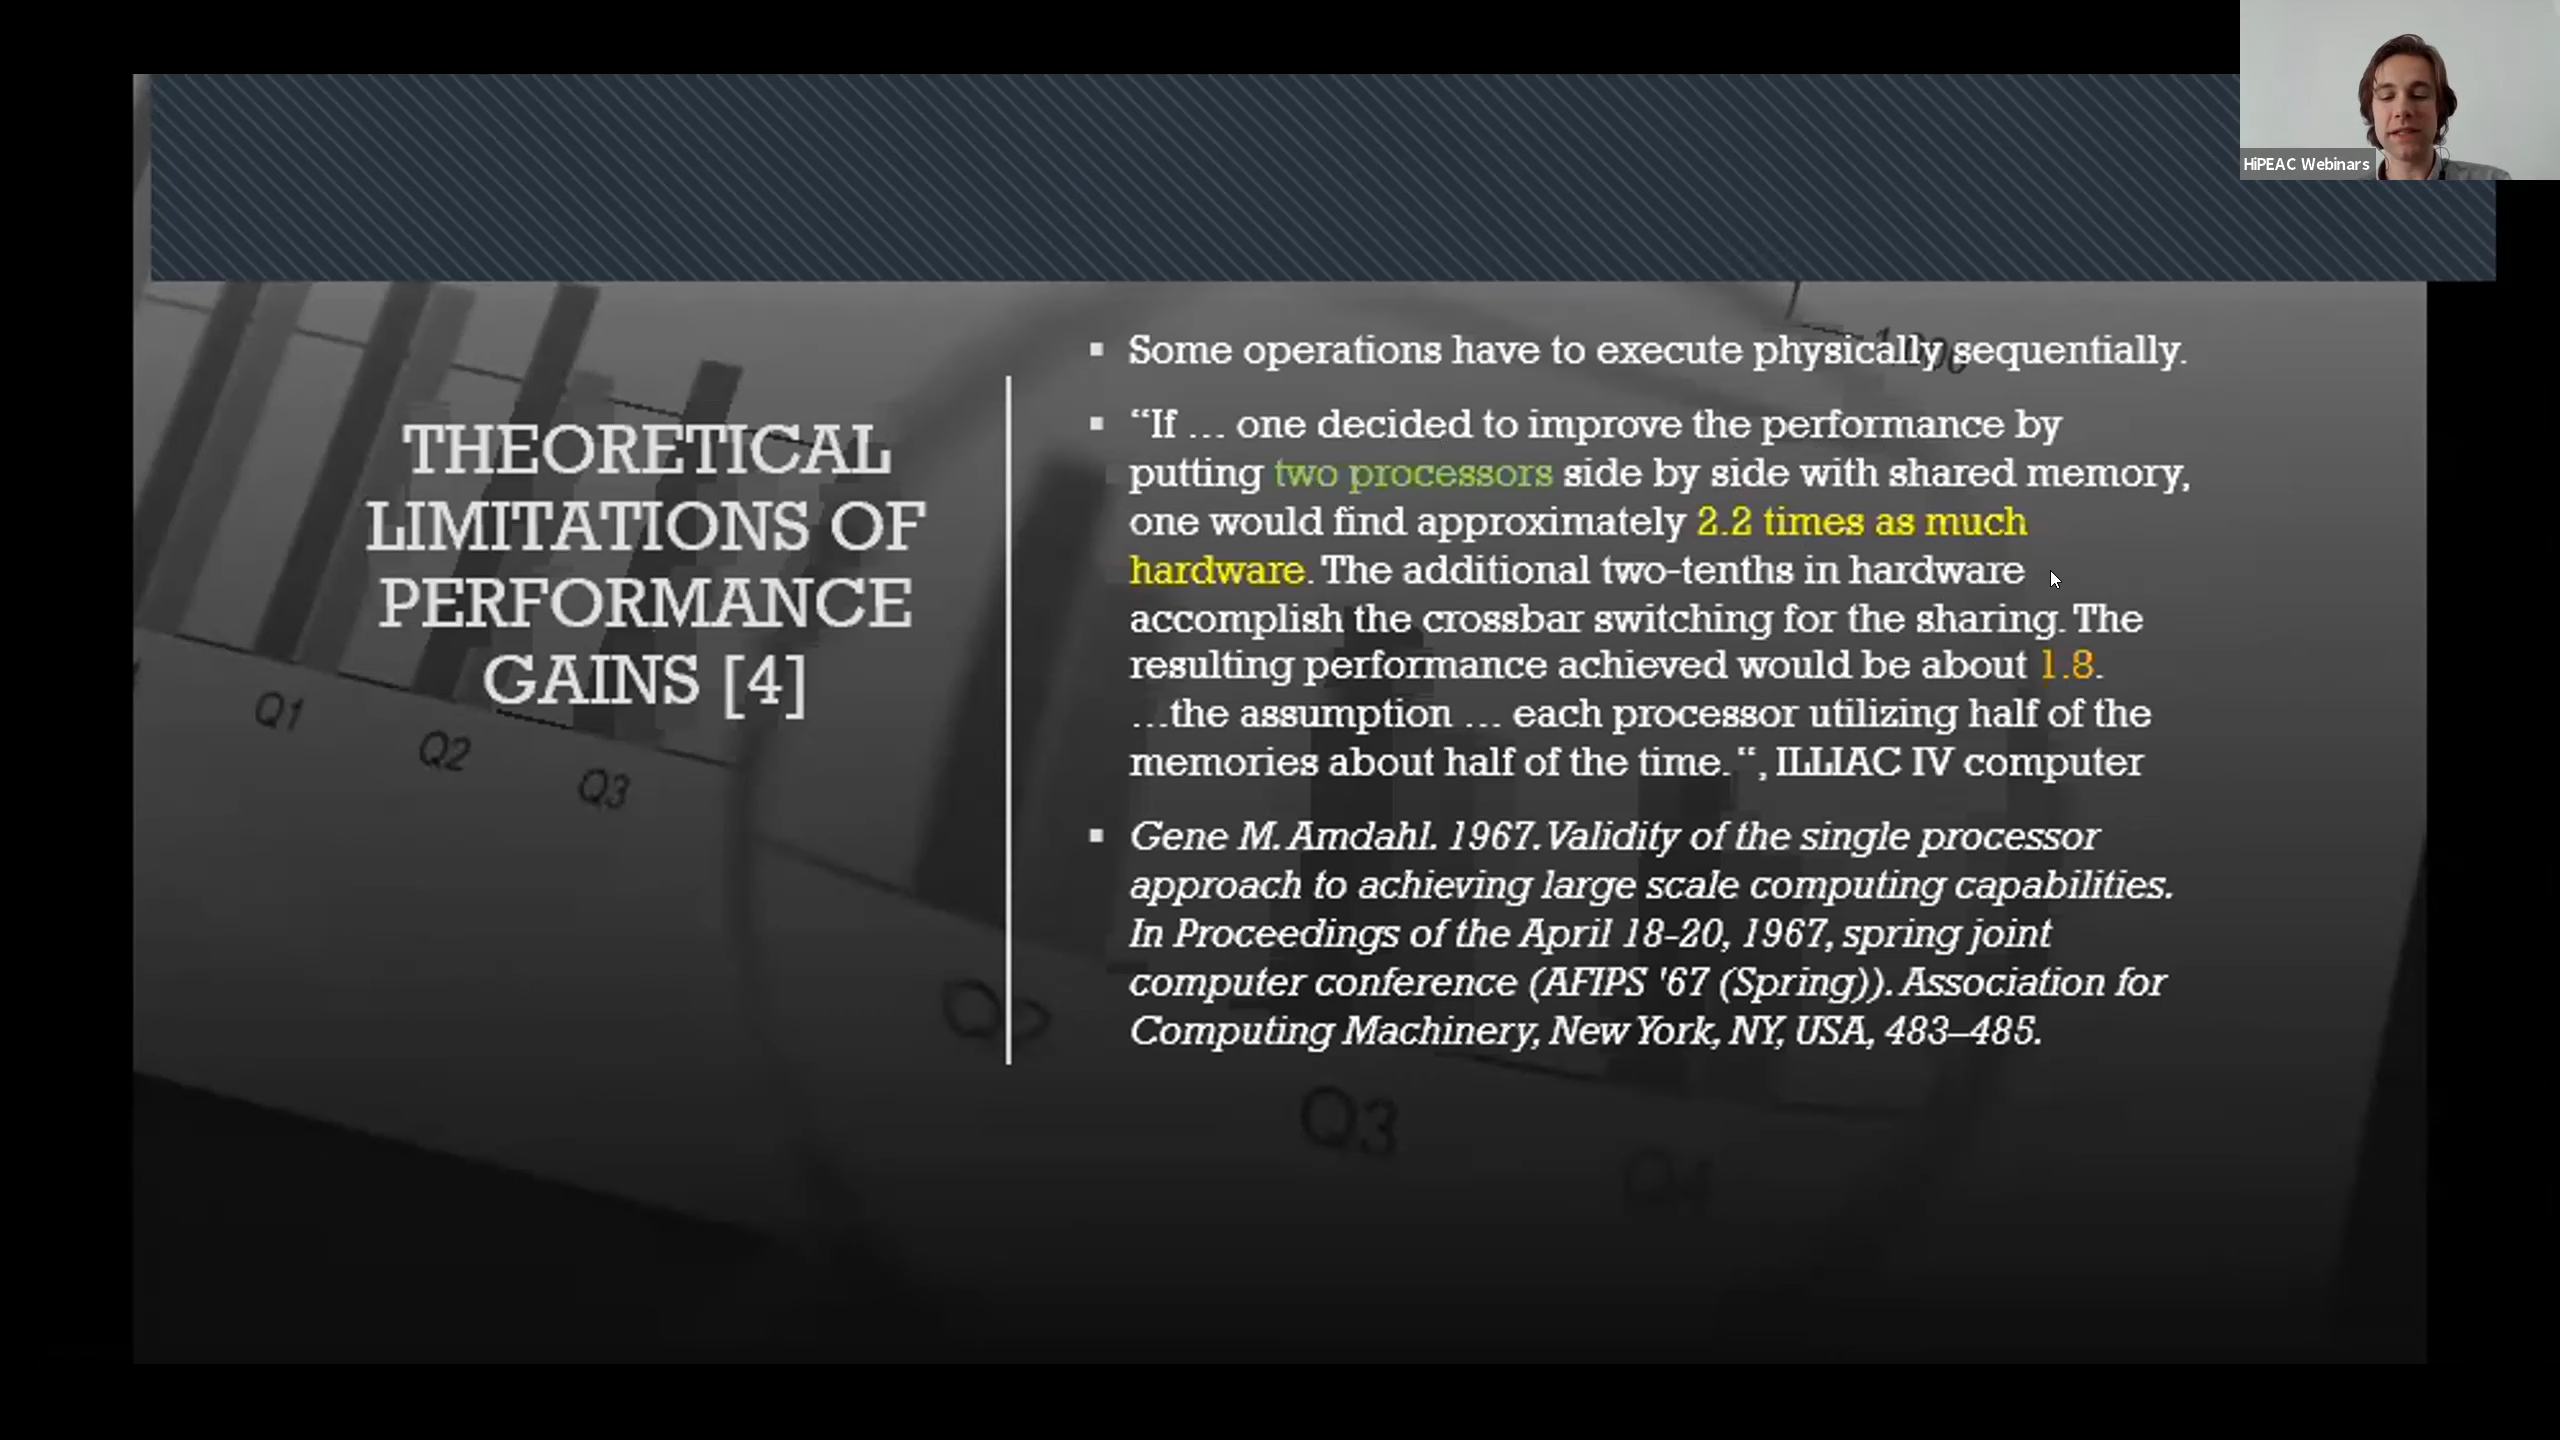 HiPEAC Webinars
THEORETICAL
LIMITATIONS OF
PERFORMANCE
GAINS [4]
▪ Some operations have to execute physically sequentially.
▪ “If … one decided to improve the performance by
putting two processors side by side with shared memory,
one would find approximately 2.2 times as much
hardware. The additional two-tenths in hardware
accomplish the crossbar switching for the sharing. The
resulting performance achieved would be about 1.8.
…the assumption … each processor utilizing half of the
memories about half of the time.“, ILLIAC IV computer
▪ Gene M. Amdahl. 1967. Validity of the single processor
approach to achieving large scale computing capabilities.
In Proceedings of the April 18-20, 1967, spring joint
computer conference (AFIPS '67 (Spring)). Association for
Computing Machinery, New York, NY, USA, 483–485.
Q1
Q2
Q3
Q2
Q3
Q4